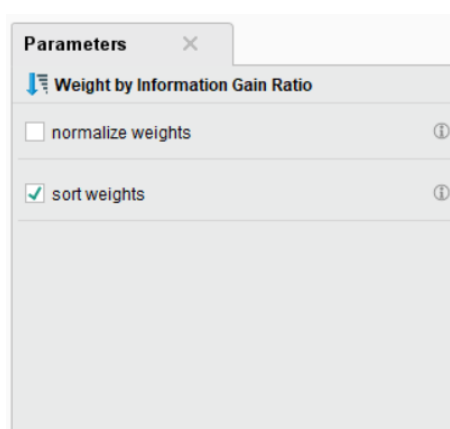 Parameters
Weight by Information Gain Ratio
normalize weights
sort weights